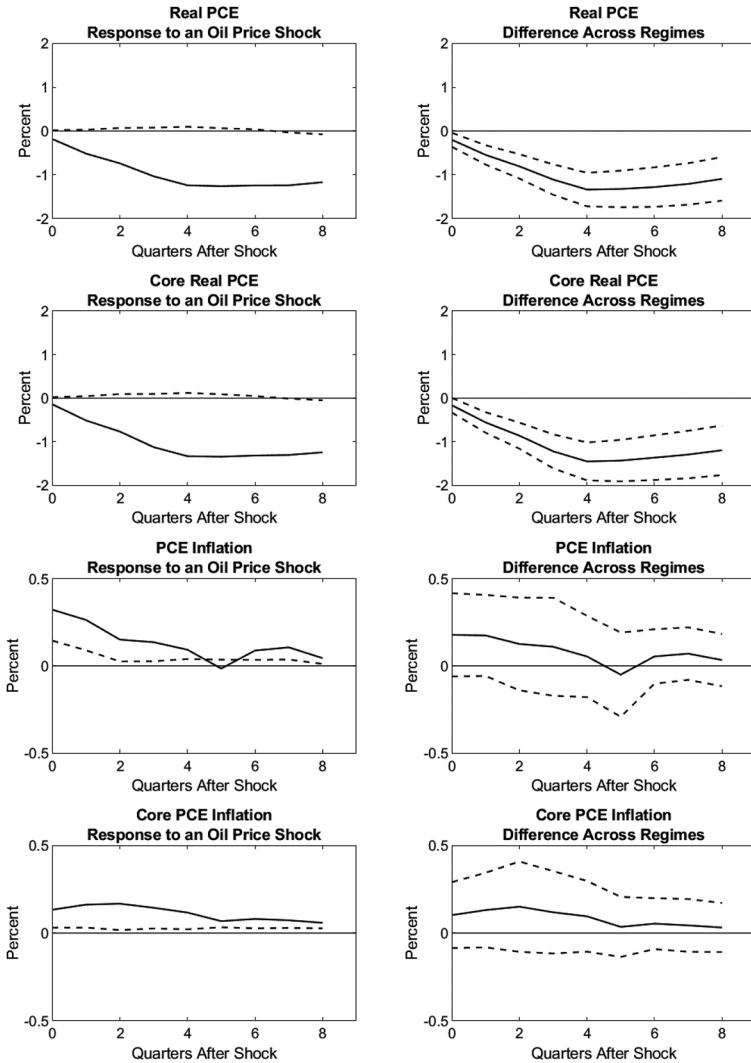 Real PCE
Response to an Oil Price Shock
2
1
0
-1
-2
Percent
0 2 4 6 8
Quarters After Shock
Real PCE
Difference Across Regimes
2
1
0
-1
-2
Percent
0 2 4 6 8
Quarters After Shock
Core Real PCE
Response to an Oil Price Shock
2
1
0
-1
-2
Percent
0 2 4 6 8
Quarters After Shock
Core Real PCE
Difference Across Regimes
2
1
0
-1
-2
Percent
0 2 4 6 8
Quarters After Shock
PCE Inflation
Response to an Oil Price Shock
0.5
0
-0.5
Percent
0 2 4 6 8
Quarters After Shock
PCE Inflation
Difference Across Regimes
0.5
0
-0.5
Percent
0 2 4 6 8
Quarters After Shock
Core PCE Inflation
Response to an Oil Price Shock
0.5
0
-0.5
Percent
0 2 4 6 8
Quarters After Shock
Core PCE Inflation
Difference Across Regimes
0.5
0
-0.5
Percent
0 2 4 6 8
Quarters After Shock